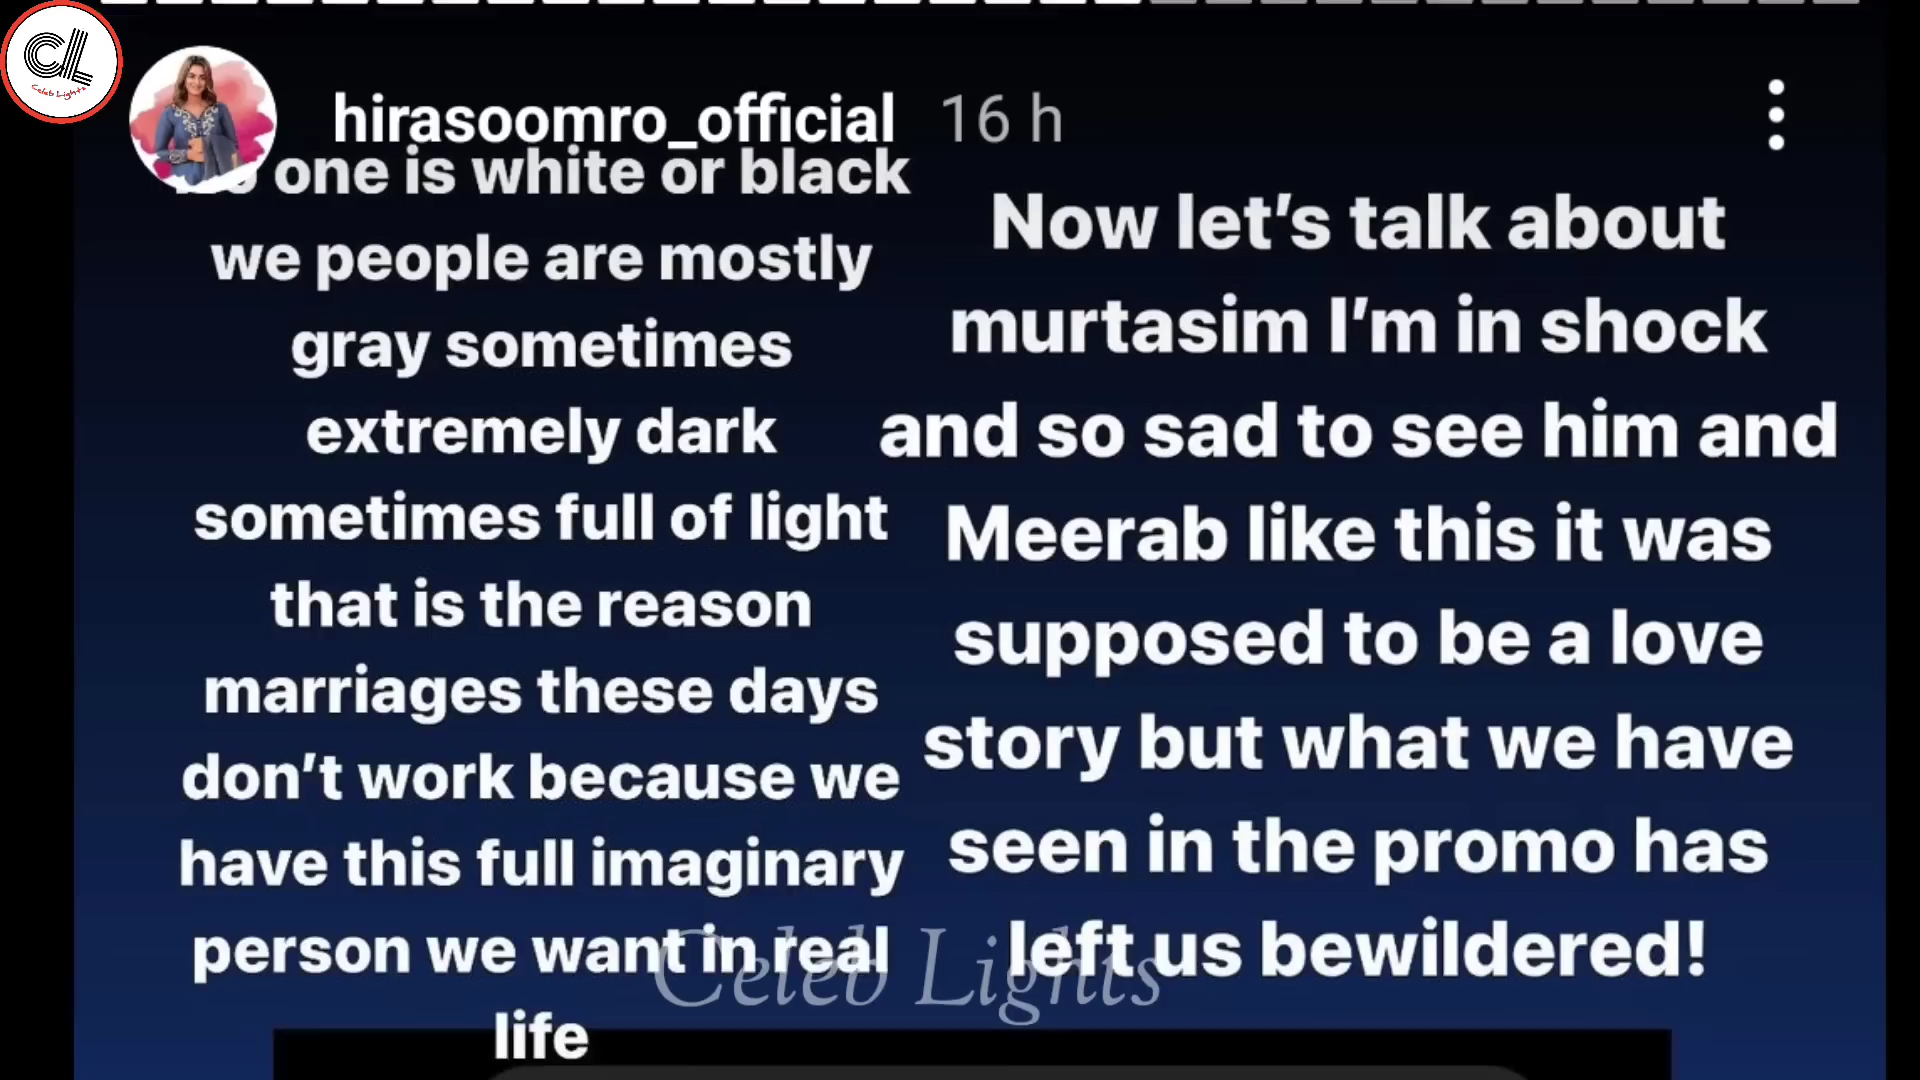 CL
Celeb Lights
hirasoomro_official 16 h
one is white or black
we people are mostly
gray sometimes
extremely dark
sometimes full of light
that is the reason
marriages these days
don't work because we
have this full imaginary
person we want in real
life
Now let's talk about
murtasim I'm in shock
and so sad to see him and
Meerab like this it was
supposed to be a love
story but what we have
seen in the promo has
left us bewildered!
Celeb Lights